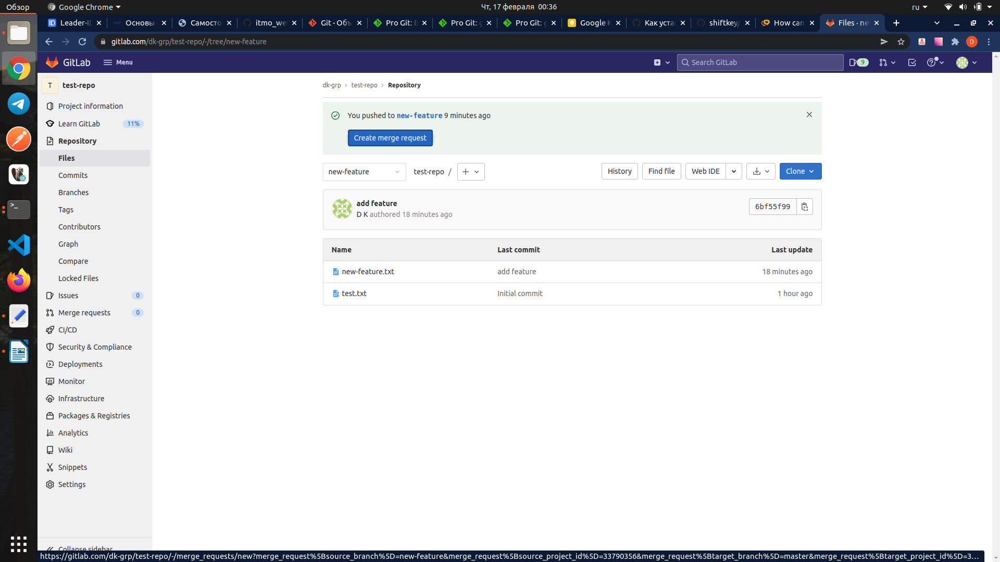 Обзор
Google Chrome
Чт, 17 февраля 00:36
ru
Leader-ID
Основы
Самосто
itmo_we
Git - Объ
Pro Git: E
Pro Git: g
Pro Git: g
Google K
Как уста
shiftkey/
How can
Files · ne
gitlab.com/dk-grp/test-repo/-/tree/new-feature
D
GitLab
Menu
Search GitLab
9
T
test-repo
Project information
Learn GitLab
11%
Repository
Files
Commits
Branches
Tags
Contributors
Graph
Compare
Locked Files
Issues
0
Merge requests
0
CI/CD
Security & Compliance
Deployments
Monitor
Infrastructure
Packages & Registries
Analytics
Wiki
Snippets
Settings
Collapse sidebar
dk-grp › test-repo › Repository
You pushed to new-feature 9 minutes ago
Create merge request
new-feature
test-repo /
History
Find file
Web IDE
Clone
add feature
D K authored 18 minutes ago
6bf55f99
Name Last commit Last update
new-feature.txt add feature 18 minutes ago
test.txt Initial commit 1 hour ago
https://gitlab.com/dk-grp/test-repo/-/merge_requests/new?merge_request%5Bsource_branch%5D=new-feature&merge_request%5Bsource_project_id%5D=33790356&merge_request%5Btarget_branch%5D=master&merge_request%5Btarget_project_id%5D=3...